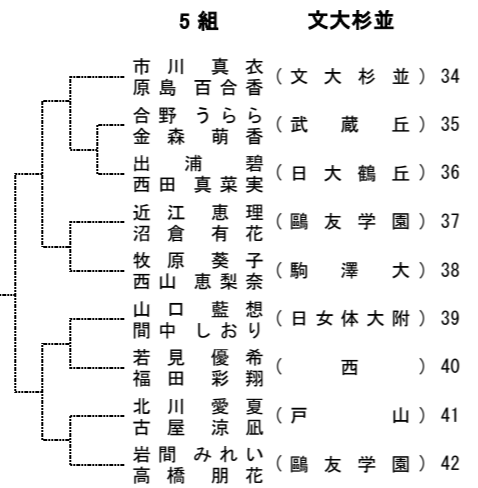 5組 文大杉並
市川 真衣
原島 百合香 (文大杉並) 34
合野 うらら
金森 萌香 (武蔵丘) 35
出浦 碧
西田 真菜実 (日大鶴丘) 36
近江 恵理
沼倉 有花 (鷗友学園) 37
牧原 葵子
西山 恵梨奈 (駒澤大) 38
山口 藍想
間中 しおり (日女体大附) 39
若見 優希
福田 彩翔 (西) 40
北川 愛夏
古屋 涼凪 (戸山) 41
岩間 みれい
高橋 朋花 (鷗友学園) 42